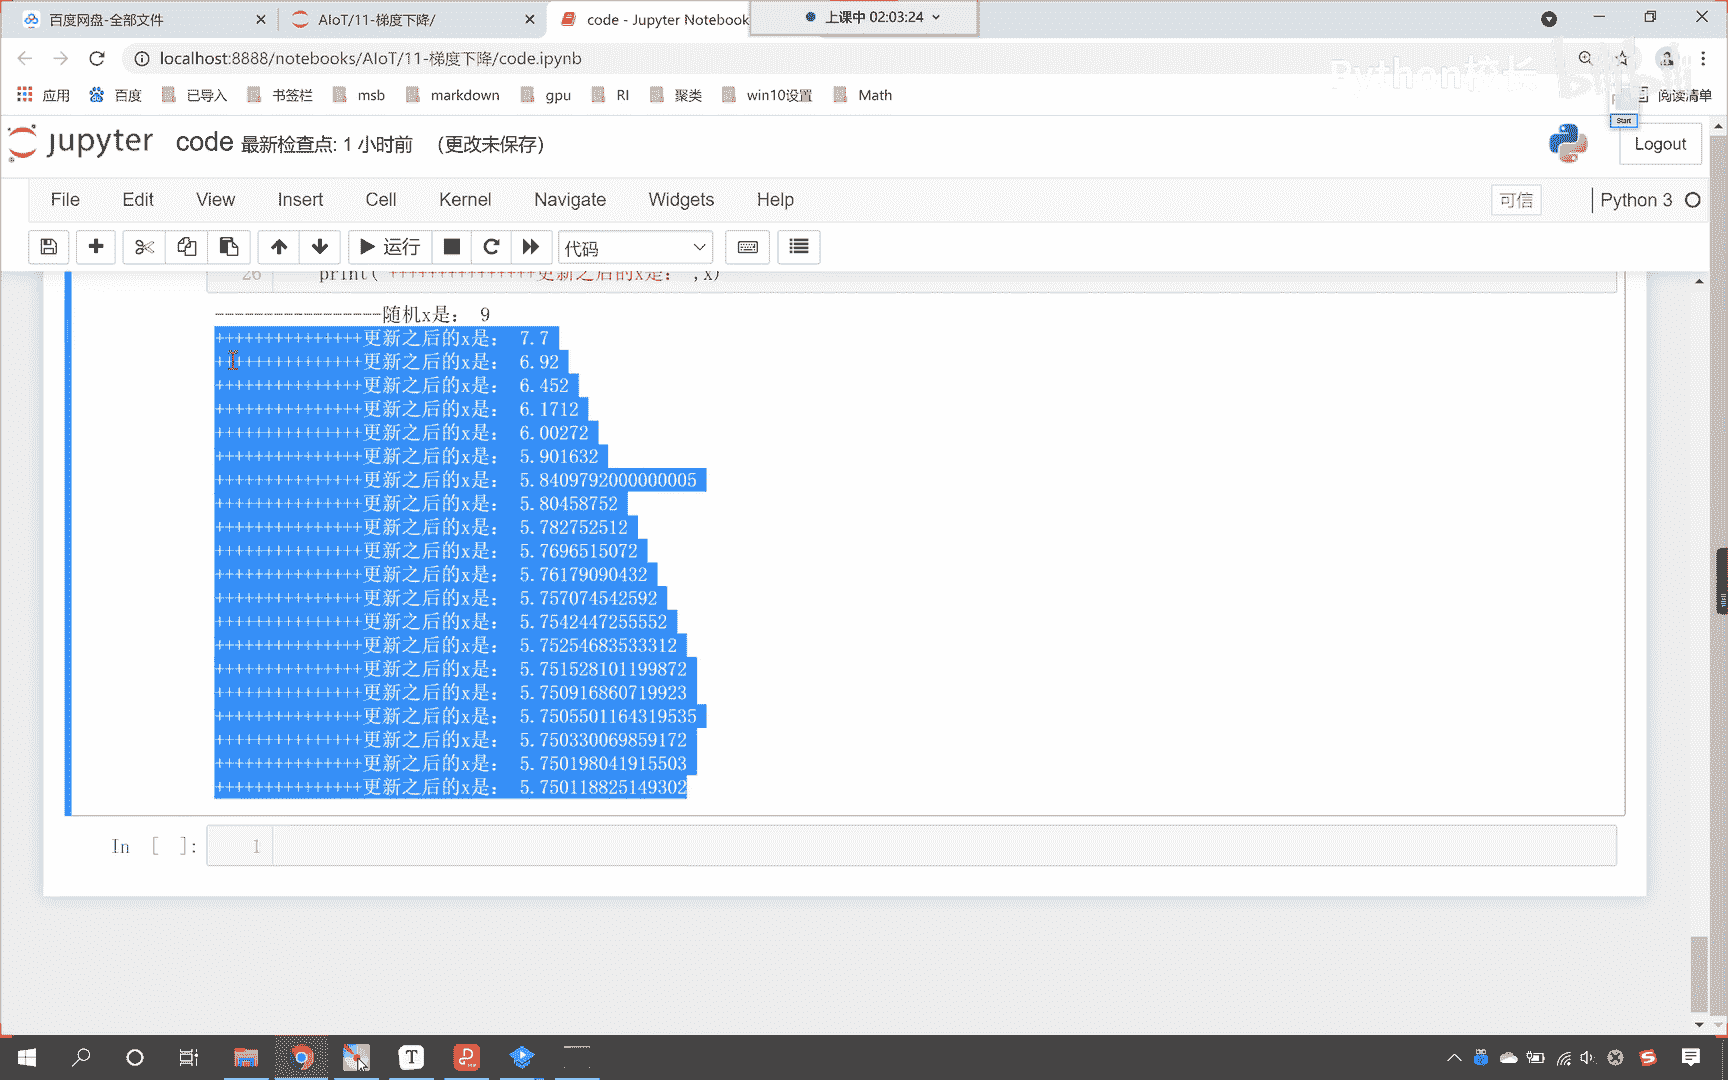 百度网盘-全部文件
AIoT/11-梯度下降/
code - Jupyter Notebook
上课中 02:03:24
localhost:8888/notebooks/AIoT/11-梯度下降/code.ipynb
应用
百度
已导入
书签栏
msb
markdown
gpu
RI
聚类
win10设置
Math
阅读清单
Start
jupyter code 最新检查点: 1 小时前 (更改未保存)
Logout
File Edit View Insert Cell Kernel Navigate Widgets Help
可信
Python 3
运行
代码
26 print('+++++++++++++++更新之后的x是: ',x)
-----------------随机x是: 9
+++++++++++++++更新之后的x是: 7.7
+++++++++++++++更新之后的x是: 6.92
+++++++++++++++更新之后的x是: 6.452
+++++++++++++++更新之后的x是: 6.1712
+++++++++++++++更新之后的x是: 6.00272
+++++++++++++++更新之后的x是: 5.901632
+++++++++++++++更新之后的x是: 5.8409792000000005
+++++++++++++++更新之后的x是: 5.80458752
+++++++++++++++更新之后的x是: 5.782752512
+++++++++++++++更新之后的x是: 5.7696515072
+++++++++++++++更新之后的x是: 5.76179090432
+++++++++++++++更新之后的x是: 5.757074542592
+++++++++++++++更新之后的x是: 5.7542447255552
+++++++++++++++更新之后的x是: 5.75254683533312
+++++++++++++++更新之后的x是: 5.751528101199872
+++++++++++++++更新之后的x是: 5.750916860719923
+++++++++++++++更新之后的x是: 5.7505501164319535
+++++++++++++++更新之后的x是: 5.750330069859172
+++++++++++++++更新之后的x是: 5.750198041915503
+++++++++++++++更新之后的x是: 5.750118825149302
In [ ]: 1